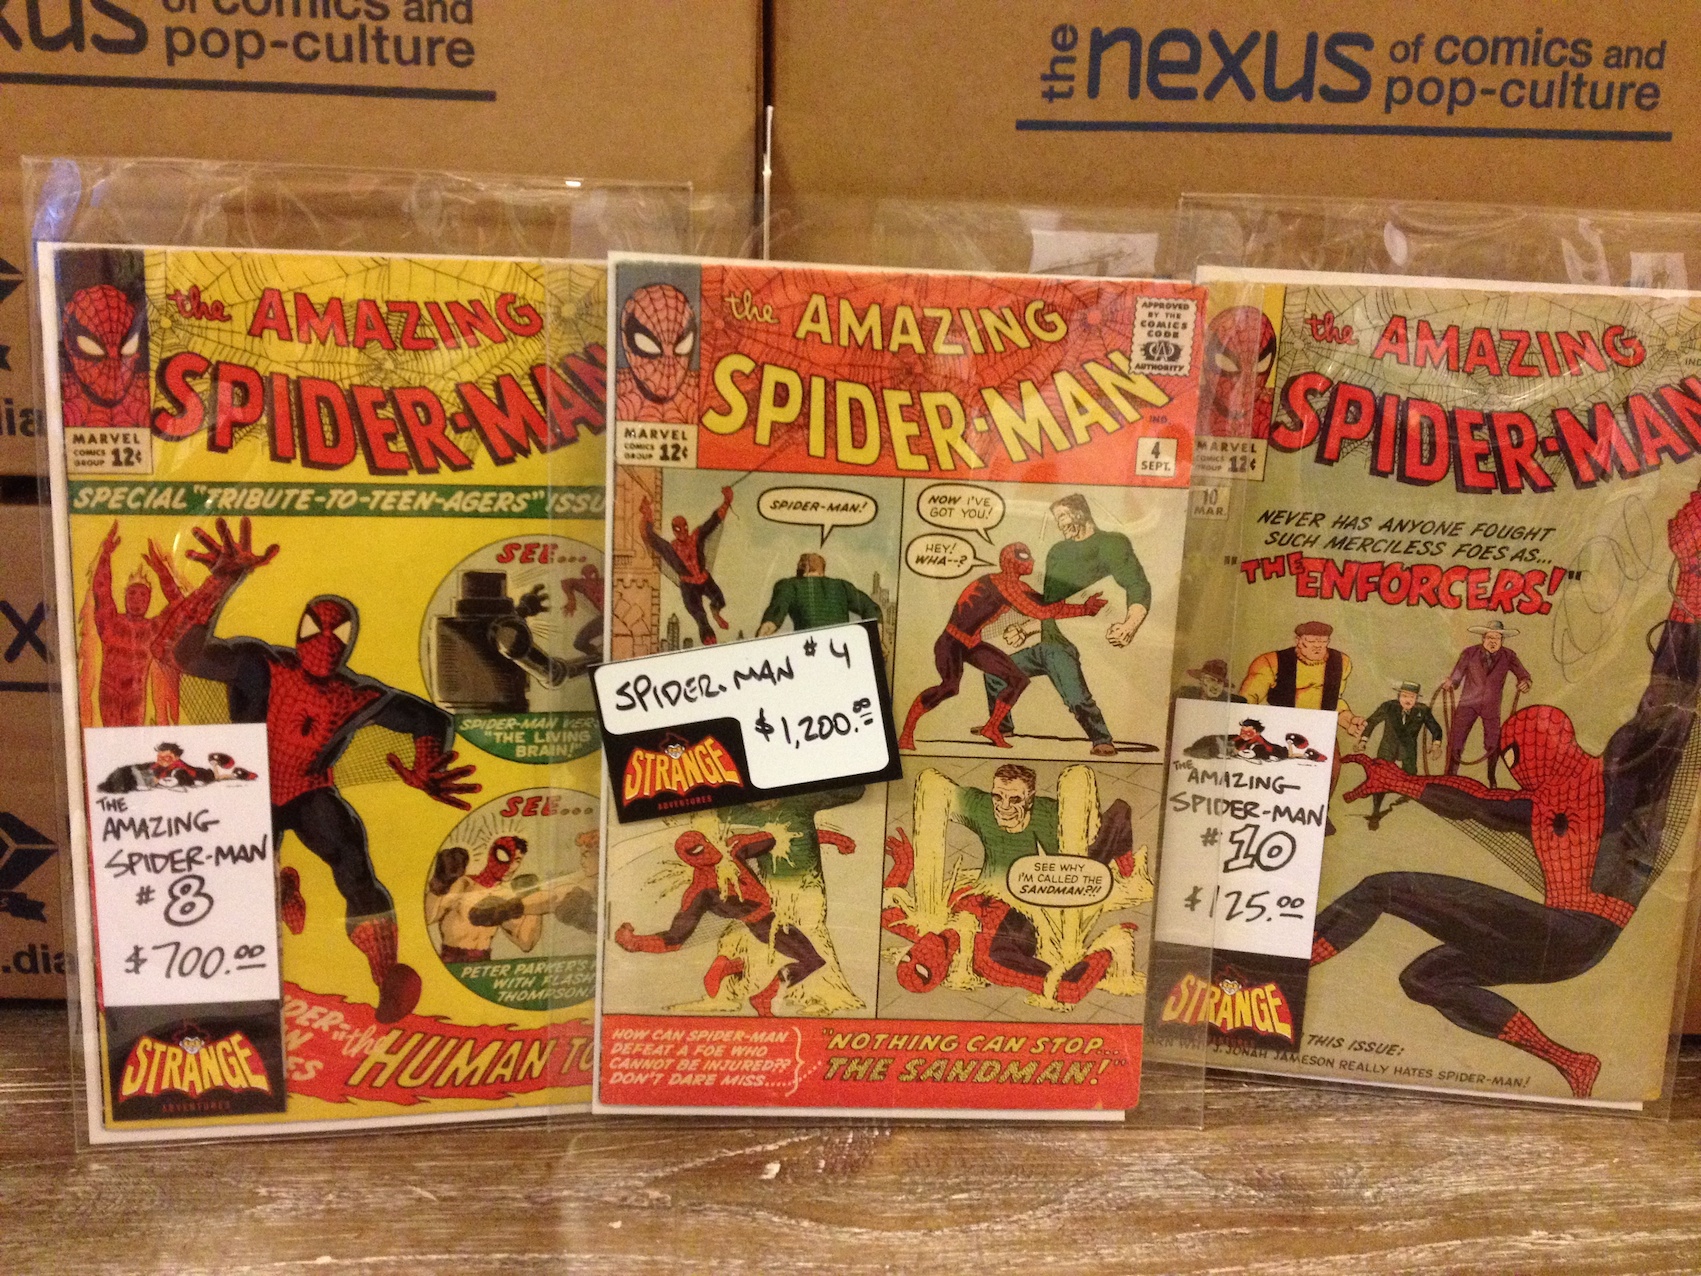 of comics and
pop-culture
the nexus of comics and
pop-culture
the AMAZING
SPIDER-MAN
MARVEL
COMICS
GROUP 12¢
SPECIAL "TRIBUTE-TO-TEEN-AGERS"
SEE...
SPIDER-MAN
"THE LIVING
BRAIN!"
SEE...
PETER PARKER'S
WITH FLASH
THOMPSON!
the HUMAN
THE
AMAZING
SPIDER-MAN
#8
$700.00
STRANGE
ADVENTURES
the AMAZING
SPIDER-MAN
APPROVED
BY THE
COMICS
CODE
CA
AUTHORITY
IND.
MARVEL
COMICS
GROUP 12¢
4
SEPT.
SPIDER-MAN!
NOW I'VE
GOT YOU!
HEY!
WHA--?
SPIDER-MAN #4
$1,200.00
STRANGE
ADVENTURES
SEE WHY
I'M CALLED THE
SANDMAN?!!
HOW CAN SPIDER-MAN
DEFEAT A FOE WHO
CANNOT BE INJURED??
DON'T DARE MISS.....
"NOTHING CAN STOP...
THE SANDMAN!"
the AMAZING
SPIDER-MAN
MARVEL
COMICS
GROUP 12¢
10
MAR.
NEVER HAS ANYONE FOUGHT
SUCH MERCILESS FOES AS...
"THE ENFORCERS!"
THE
AMAZING
SPIDER-MAN
#10
$125.00
STRANGE
THIS ISSUE:
J. JONAH JAMESON REALLY HATES SPIDER-MAN!